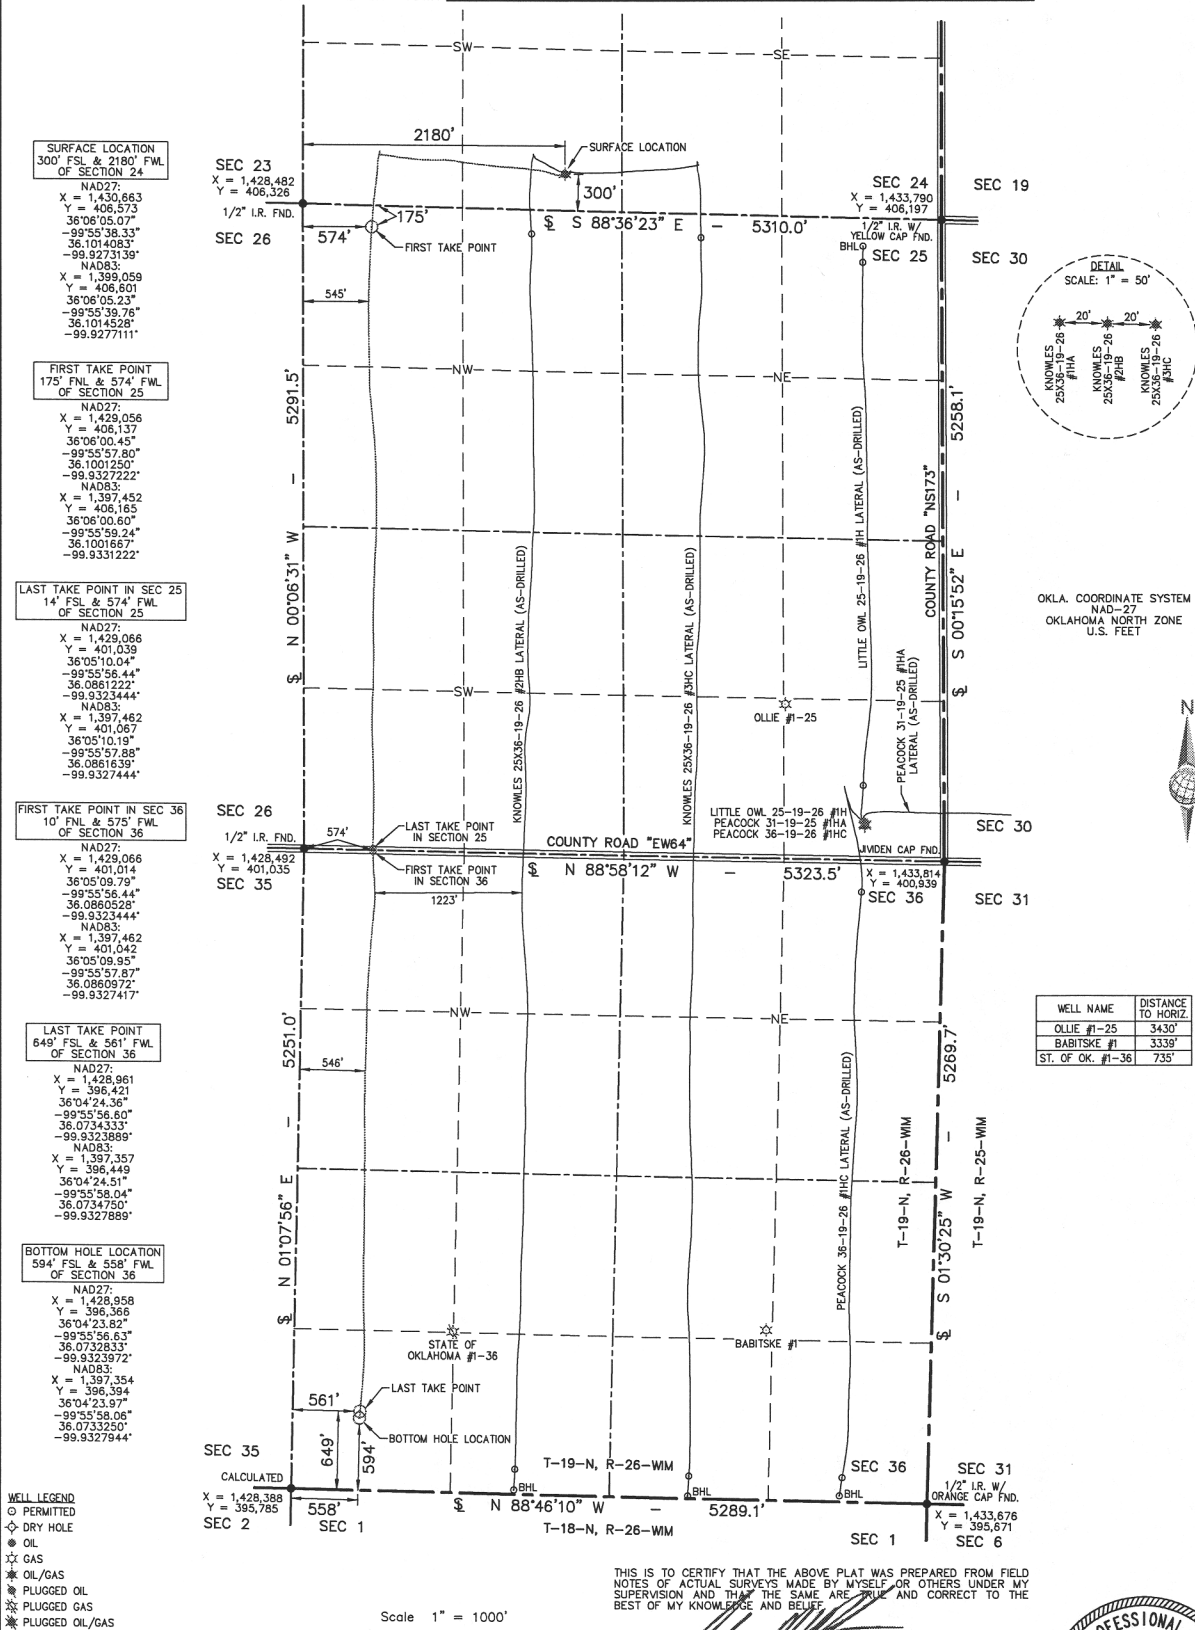 SW
SE
2180'
SURFACE LOCATION
300' FSL & 2180' FWL
OF SECTION 24
NAD27:
X = 1,430,663
Y = 406,573
36°06'05.07"
-99°55'38.33"
36.1014083°
-99.9273139°
NAD83:
X = 1,399,059
Y = 406,601
36°06'05.23"
-99°55'39.76"
36.1014528°
-99.9277111°
FIRST TAKE POINT
175' FNL & 574' FWL
OF SECTION 25
NAD27:
X = 1,429,056
Y = 406,137
36°06'00.45"
-99°55'57.80"
36.1001250°
-99.9327222°
NAD83:
X = 1,397,452
Y = 406,165
36°06'00.60"
-99°55'59.24"
36.1001667°
-99.9331222°
LAST TAKE POINT IN SEC 25
14' FSL & 574' FWL
OF SECTION 25
NAD27:
X = 1,429,066
Y = 401,039
36°05'10.04"
-99°55'56.44"
36.0861222°
-99.9323444°
NAD83:
X = 1,397,462
Y = 401,067
36°05'10.19"
-99°55'57.88"
36.0861639°
-99.9327444°
FIRST TAKE POINT IN SEC 36
10' FNL & 575' FWL
OF SECTION 36
NAD27:
X = 1,429,066
Y = 401,014
36°05'09.79"
-99°55'56.44"
36.0860528°
-99.9323444°
NAD83:
X = 1,397,462
Y = 401,042
36°05'09.95"
-99°55'57.87"
36.0860972°
-99.9327417°
LAST TAKE POINT
649' FSL & 561' FWL
OF SECTION 36
NAD27:
X = 1,428,961
Y = 396,421
36°04'24.36"
-99°55'56.60"
36.0734333°
-99.9323889°
NAD83:
X = 1,397,357
Y = 396,449
36°04'24.51"
-99°55'58.04"
36.0734750°
-99.9327889°
BOTTOM HOLE LOCATION
594' FSL & 558' FWL
OF SECTION 36
NAD27:
X = 1,428,958
Y = 396,366
36°04'23.82"
-99°55'56.63"
36.0732833°
-99.9323972°
NAD83:
X = 1,397,354
Y = 396,394
36°04'23.97"
-99°55'58.06"
36.0733250°
-99.9327944°
WELL LEGEND
PERMITTED
DRY HOLE
OIL
GAS
OIL/GAS
PLUGGED OIL
PLUGGED GAS
PLUGGED OIL/GAS
SEC 23
X = 1,428,482
Y = 406,326
1/2" I.R. FND.
SEC 26
SURFACE LOCATION
300'
175'
574'
FIRST TAKE POINT
545'
S 88°36'23" E - 5310.0'
SEC 24
X = 1,433,790
Y = 406,197
1/2" I.R. W/
YELLOW CAP FND.
BHL
SEC 25
SEC 19
SEC 30
DETAIL
SCALE: 1" = 50'
20'
20'
KNOWLES
25X36-19-26
#1HA
KNOWLES
25X36-19-26
#2HB
KNOWLES
25X36-19-26
#3HC
NW
NE
N 00°06'31" W - 5291.5'
KNOWLES 25X36-19-26 #2HB LATERAL (AS-DRILLED)
KNOWLES 25X36-19-26 #3HC LATERAL (AS-DRILLED)
LITTLE OWL 25-19-26 #1H LATERAL (AS-DRILLED)
COUNTY ROAD "NS173"
S 00°15'52" E - 5258.1'
PEACOCK 31-19-25 #1HA
LATERAL (AS-DRILLED)
OKLA. COORDINATE SYSTEM
NAD-27
OKLAHOMA NORTH ZONE
U.S. FEET
N
SW
OLLIE #1-25
SEC 26
1/2" I.R. FND.
X = 1,428,492
Y = 401,035
SEC 35
574'
LAST TAKE POINT
IN SECTION 25
FIRST TAKE POINT
IN SECTION 36
1223'
COUNTY ROAD "EW64"
N 88°58'12" W - 5323.5'
LITTLE OWL 25-19-26 #1H
PEACOCK 31-19-25 #1HA
PEACOCK 36-19-26 #1HC
JIVIDEN CAP FND.
X = 1,433,814
Y = 400,939
SEC 36
SEC 30
SEC 31
WELL NAME DISTANCE TO HORIZ.
OLLIE #1-25 3430'
BABITSKE #1 3339'
ST. OF OK. #1-36 735'
NW
NE
546'
N 01°07'56" E - 5251.0'
PEACOCK 36-19-26 #1HC LATERAL (AS-DRILLED)
T-19-N, R-26-WIM
S 01°30'25" W - 5269.7'
T-19-N, R-25-WIM
STATE OF
OKLAHOMA #1-36
BABITSKE #1
561'
LAST TAKE POINT
BOTTOM HOLE LOCATION
649'
594'
SEC 35
CALCULATED
X = 1,428,388
Y = 395,785
SEC 2
558'
SEC 1
BHL
T-19-N, R-26-WIM
BHL
N 88°46'10" W - 5289.1'
T-18-N, R-26-WIM
BHL
SEC 36
SEC 31
1/2" I.R. W/
ORANGE CAP FND.
X = 1,433,676
Y = 395,671
SEC 1
SEC 6
Scale 1" = 1000'
THIS IS TO CERTIFY THAT THE ABOVE PLAT WAS PREPARED FROM FIELD
NOTES OF ACTUAL SURVEYS MADE BY MYSELF OR OTHERS UNDER MY
SUPERVISION AND THAT THE SAME ARE TRUE AND CORRECT TO THE
BEST OF MY KNOWLEDGE AND BELIEF.